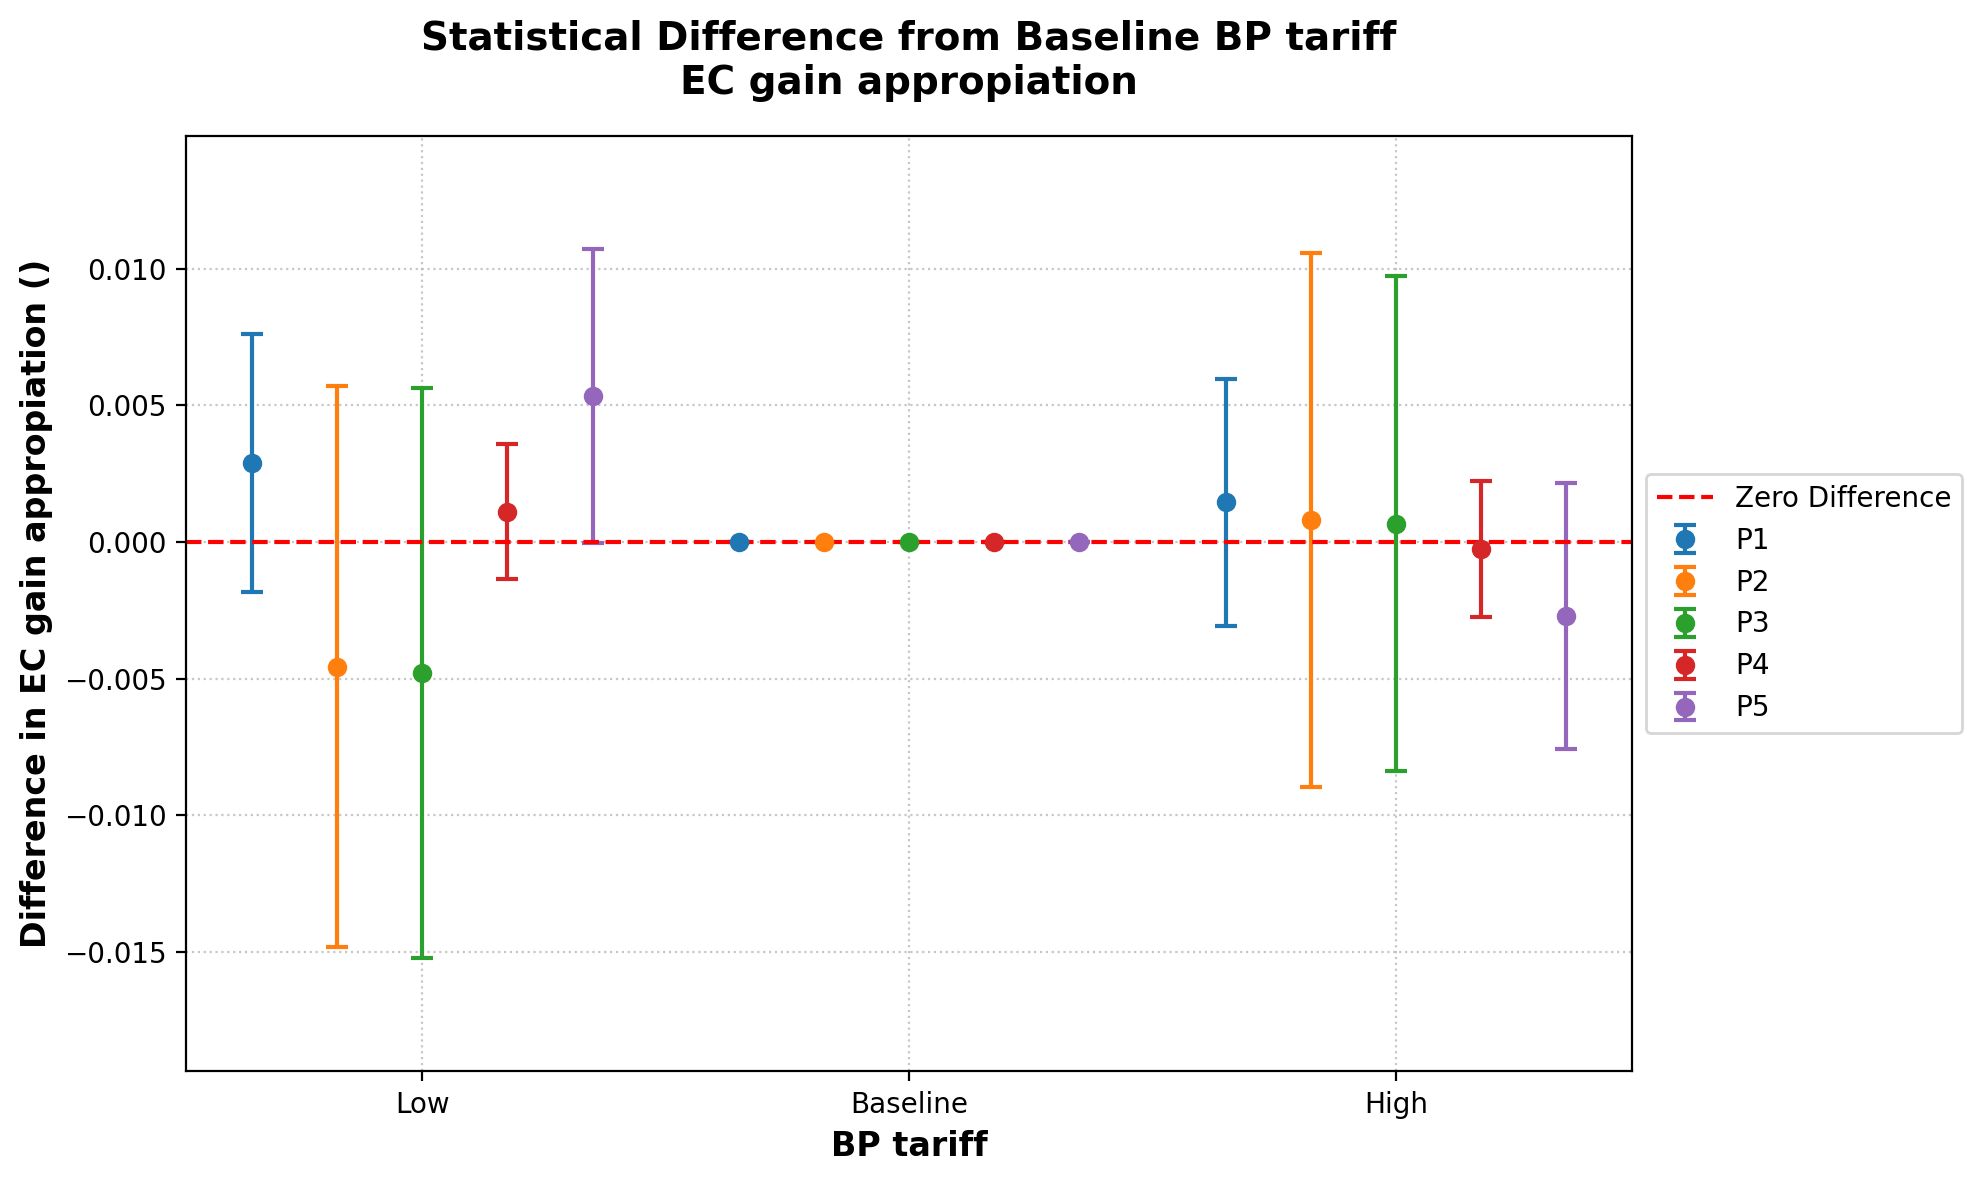 Statistical Difference from Baseline BP tariff
EC gain appropiation
Difference in EC gain appropiation ()
0.010
0.005
0.000
−0.005
−0.010
−0.015
Low
Baseline
High
BP tariff
Zero Difference
P1
P2
P3
P4
P5